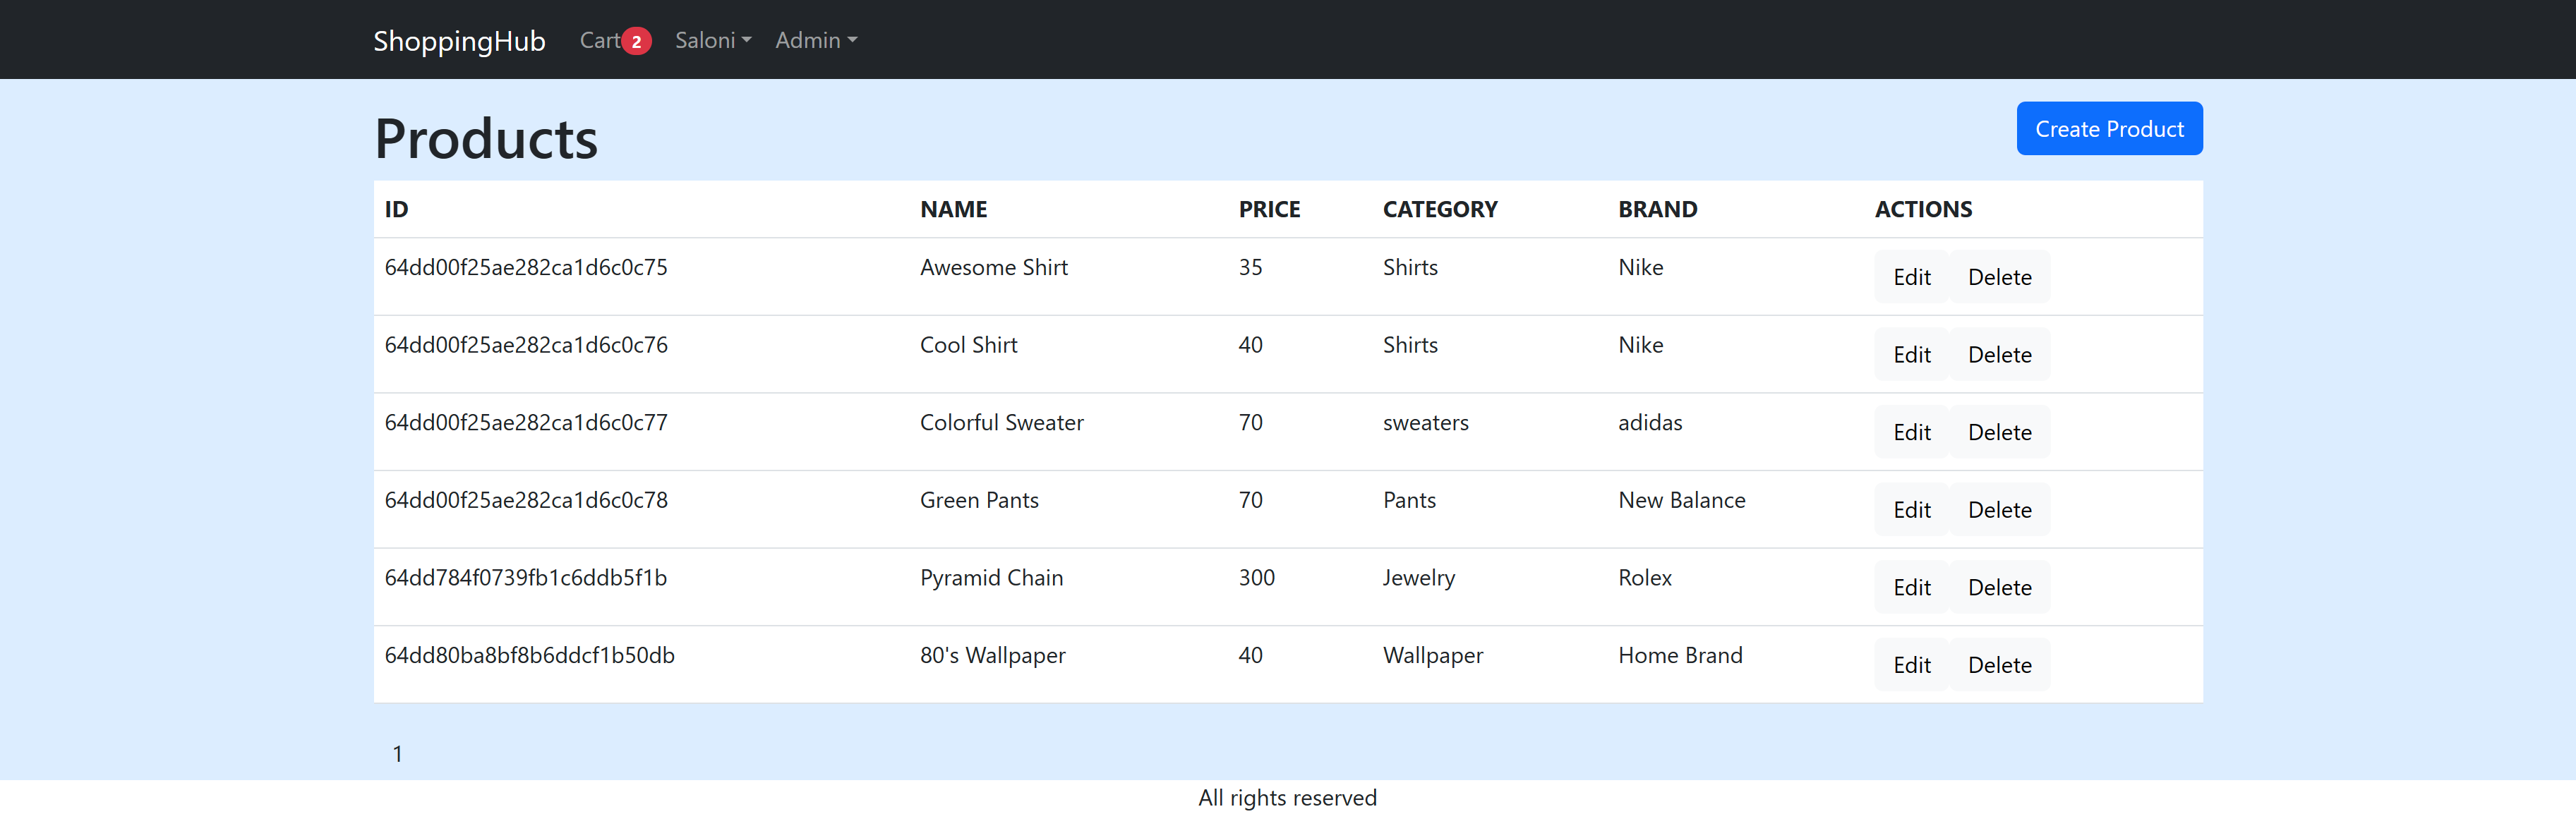 ShoppingHub Cart 2 Saloni Admin
Products Create Product
ID NAME PRICE CATEGORY BRAND ACTIONS
64dd00f25ae282ca1d6c0c75 Awesome Shirt 35 Shirts Nike Edit Delete
64dd00f25ae282ca1d6c0c76 Cool Shirt 40 Shirts Nike Edit Delete
64dd00f25ae282ca1d6c0c77 Colorful Sweater 70 sweaters adidas Edit Delete
64dd00f25ae282ca1d6c0c78 Green Pants 70 Pants New Balance Edit Delete
64dd784f0739fb1c6ddb5f1b Pyramid Chain 300 Jewelry Rolex Edit Delete
64dd80ba8bf8b6ddcf1b50db 80's Wallpaper 40 Wallpaper Home Brand Edit Delete
1
All rights reserved